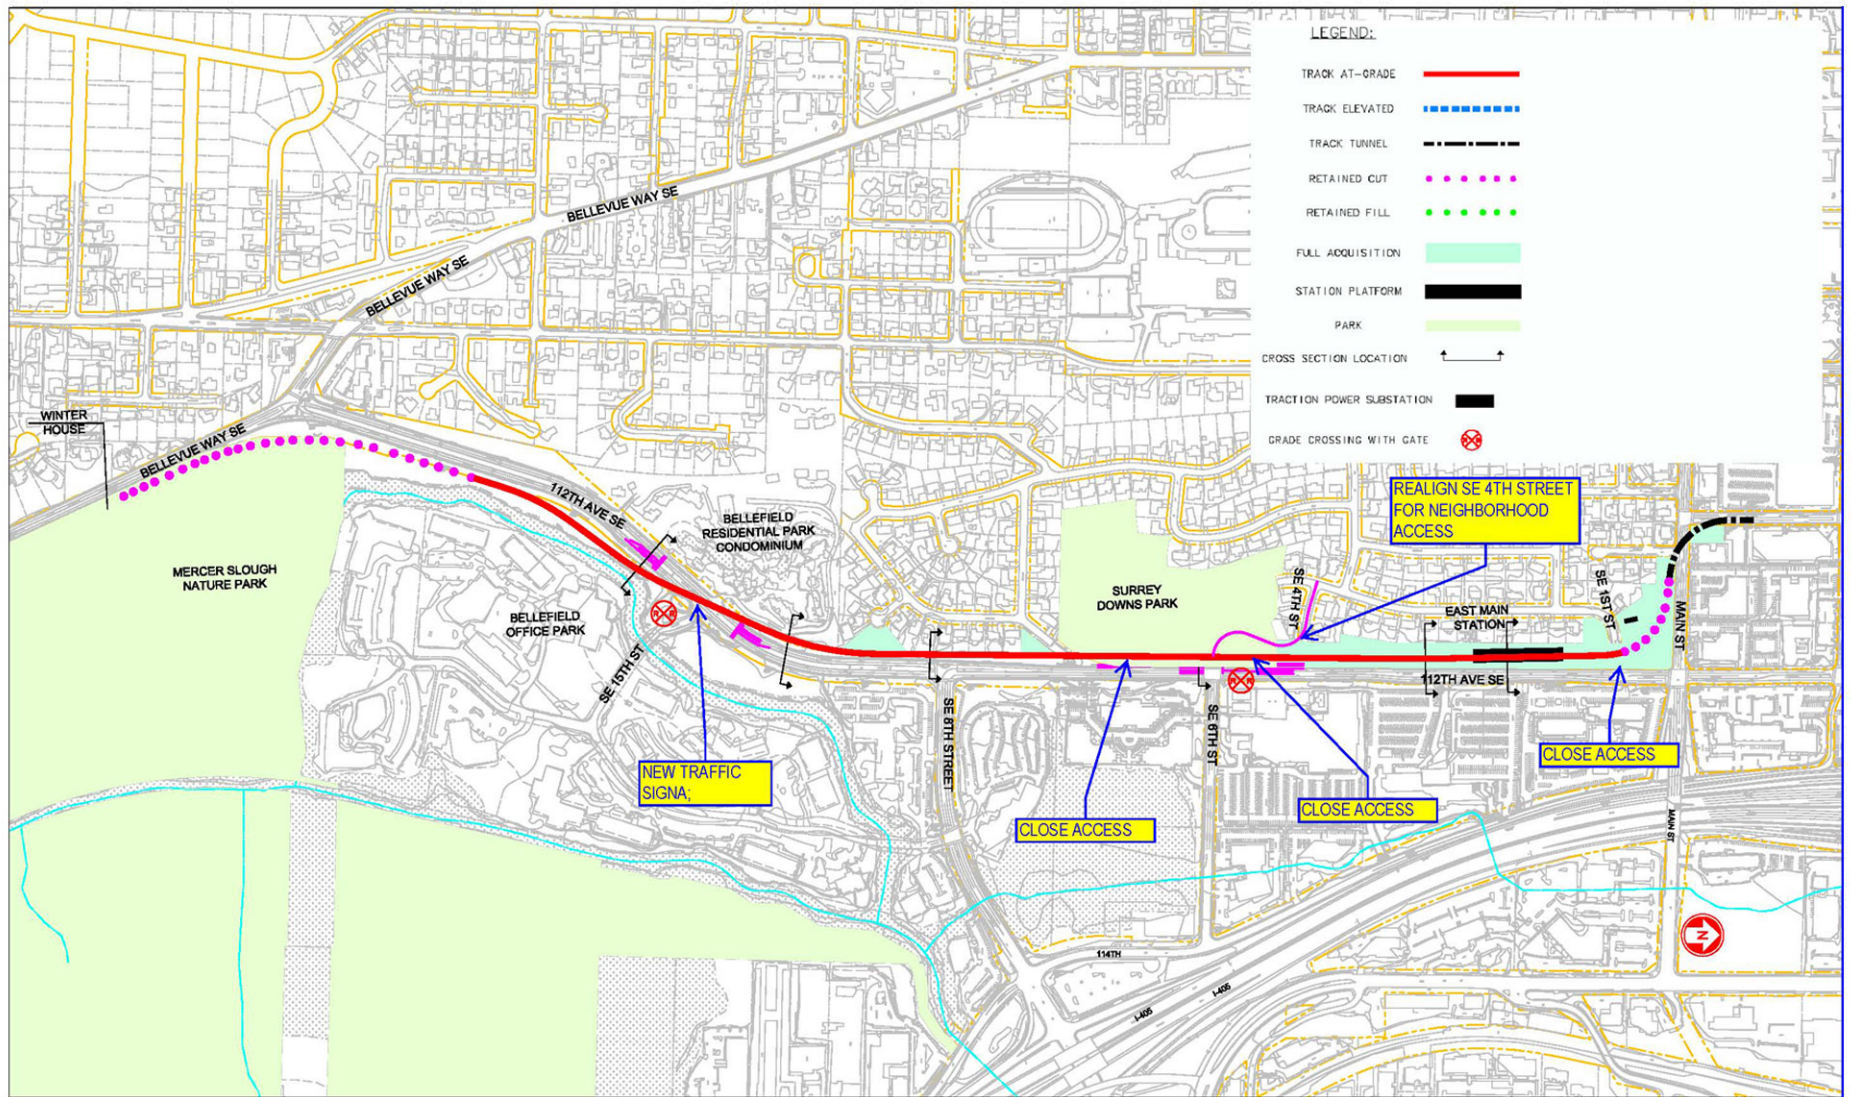 LEGEND:
TRACK AT-GRADE
TRACK ELEVATED
TRACK TUNNEL
RETAINED CUT
RETAINED FILL
FULL ACQUISITION
STATION PLATFORM
PARK
CROSS SECTION LOCATION
TRACTION POWER SUBSTATION
GRADE CROSSING WITH GATE
BELLEVUE WAY SE
BELLEVUE WAY SE
WINTER
HOUSE
BELLEVUE WAY SE
112TH AVE SE
BELLEFIELD
RESIDENTIAL PARK
CONDOMINIUM
MERCER SLOUGH
NATURE PARK
BELLEFIELD
OFFICE PARK
SE 15TH ST
SURREY
DOWNS PARK
SE 4TH ST
REALIGN SE 4TH STREET
FOR NEIGHBORHOOD
ACCESS
EAST MAIN
STATION
SE 1ST ST
MAIN ST
112TH AVE SE
SE 8TH STREET
SE 6TH ST
NEW TRAFFIC
SIGNA;
CLOSE ACCESS
CLOSE ACCESS
CLOSE ACCESS
MAIN ST
114TH
I-405
I-405
N